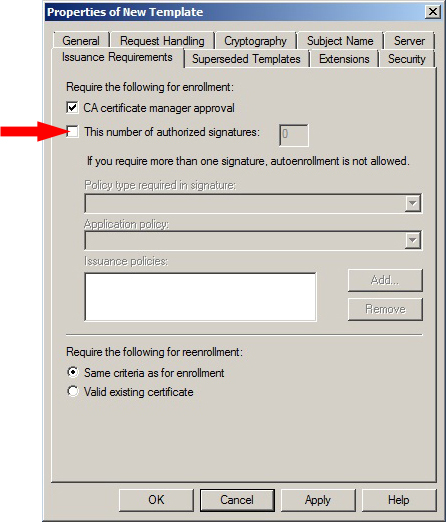 Properties of New Template
General Request Handling Cryptography Subject Name Server
Issuance Requirements Superseded Templates Extensions Security
Require the following for enrollment:
CA certificate manager approval
This number of authorized signatures: 0
If you require more than one signature, autoenrollment is not allowed.
Policy type required in signature:
Application policy:
Issuance policies:
Add...
Remove
Require the following for reenrollment:
Same criteria as for enrollment
Valid existing certificate
OK Cancel Apply Help